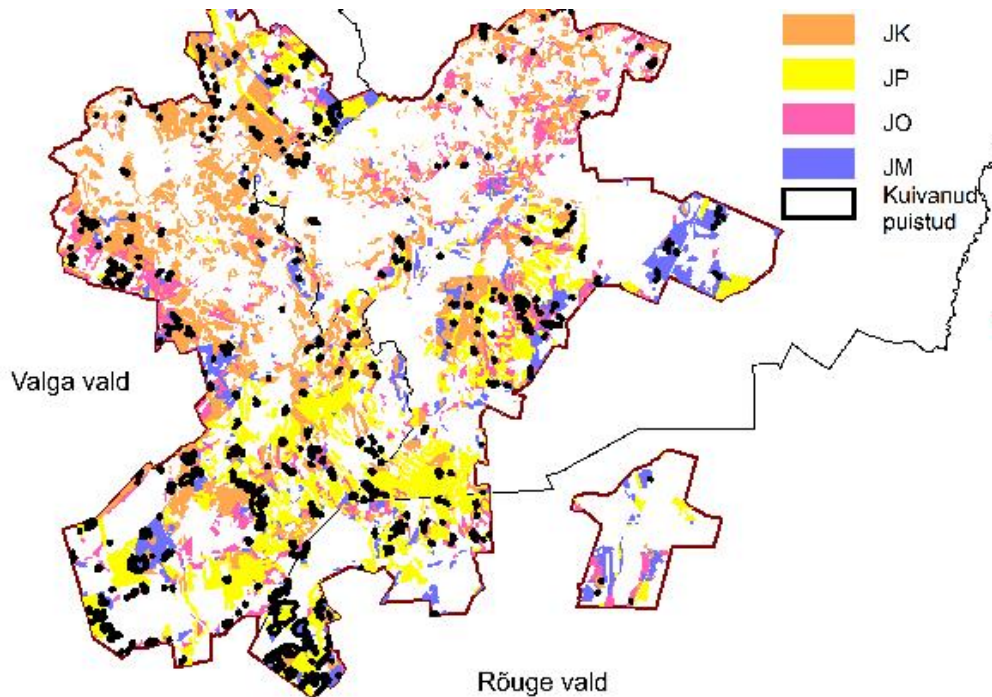 JK
JP
JO
JM
Kuivanud
puistud
Valga vald
Rõuge vald